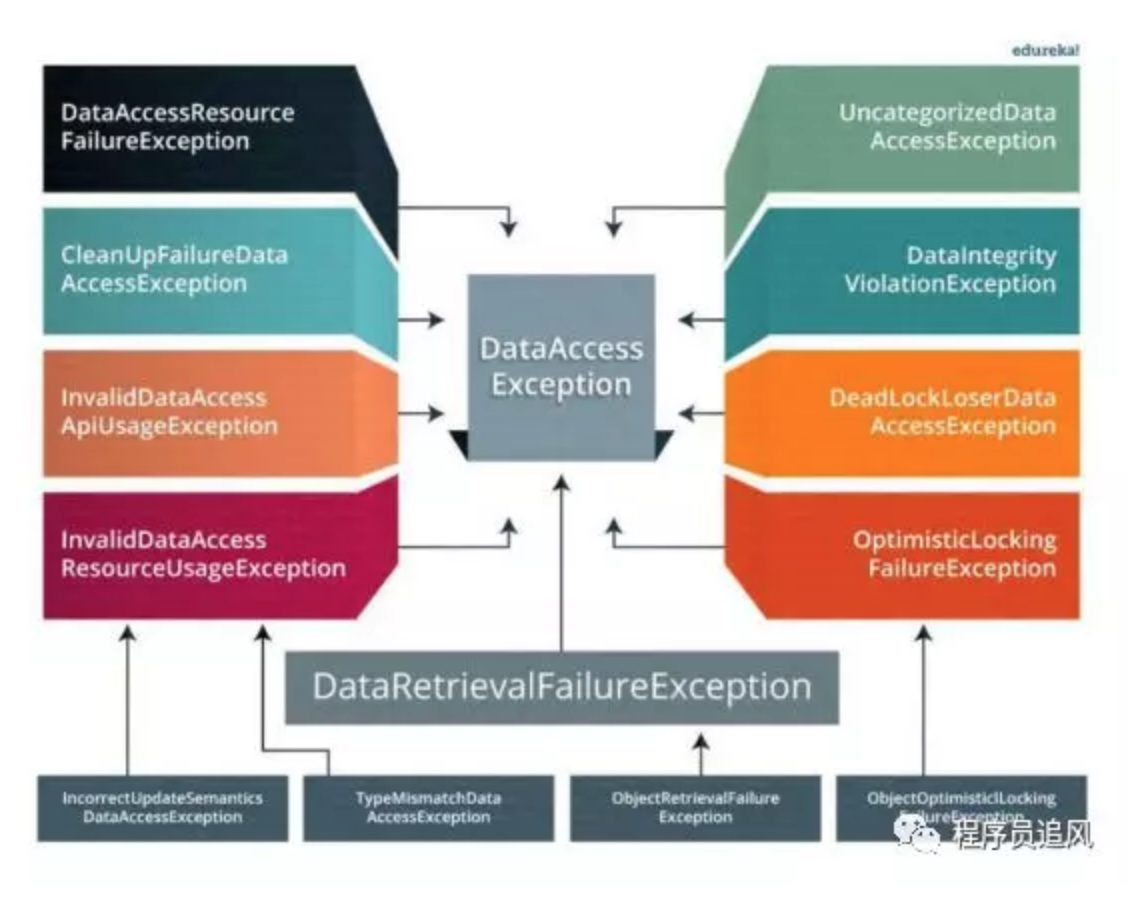 edureka!
DataAccessResource
FailureException
UncategorizedData
AccessException
CleanUpFailureData
AccessException
DataIntegrity
ViolationException
DataAccess
Exception
InvalidDataAccess
ApiUsageException
DeadLockLoserData
AccessException
InvalidDataAccess
ResourceUsageException
OptimisticLocking
FailureException
DataRetrievalFailureException
IncorrectUpdateSemantics
DataAccessException
TypeMismatchData
AccessException
ObjectRetrievalFailure
Exception
ObjectOptimisticlLocking
FailureException
程序员追风